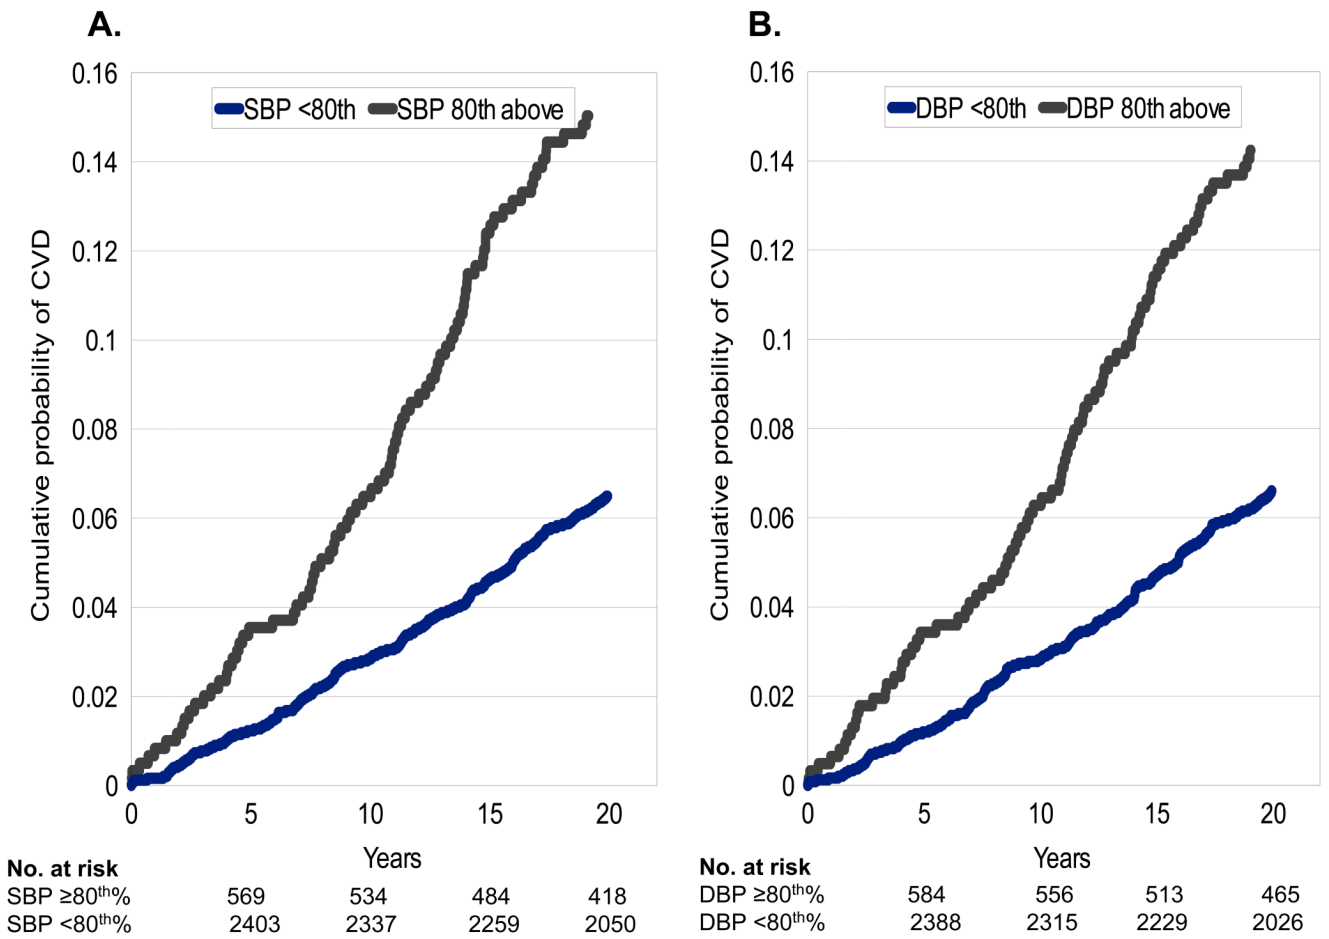 A.
0.16
0.14
0.12
0.1
0.08
0.06
0.04
0.02
0
Cumulative probability of CVD
SBP <80th SBP 80th above
0 5 10 15 20
Years
No. at risk
SBP ≥80th% 569 534 484 418
SBP <80th% 2403 2337 2259 2050
B.
0.16
0.14
0.12
0.1
0.08
0.06
0.04
0.02
0
Cumulative probability of CVD
DBP <80th DBP 80th above
0 5 10 15 20
Years
No. at risk
DBP ≥80th% 584 556 513 465
DBP <80th% 2388 2315 2229 2026